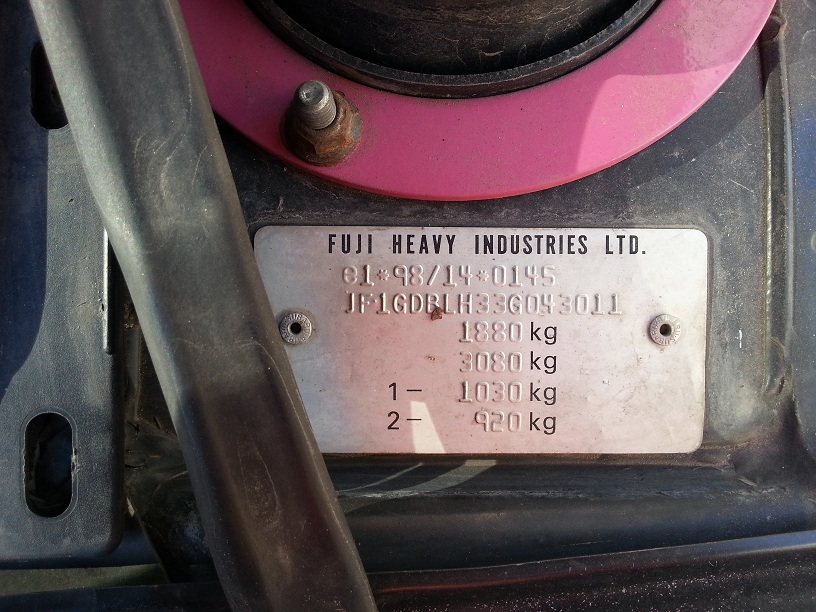 FUJI HEAVY INDUSTRIES LTD.
e1*98/14*0145
JF1GDBLH33G043011
1880 kg
3080 kg
1- 1030 kg
2- 920 kg